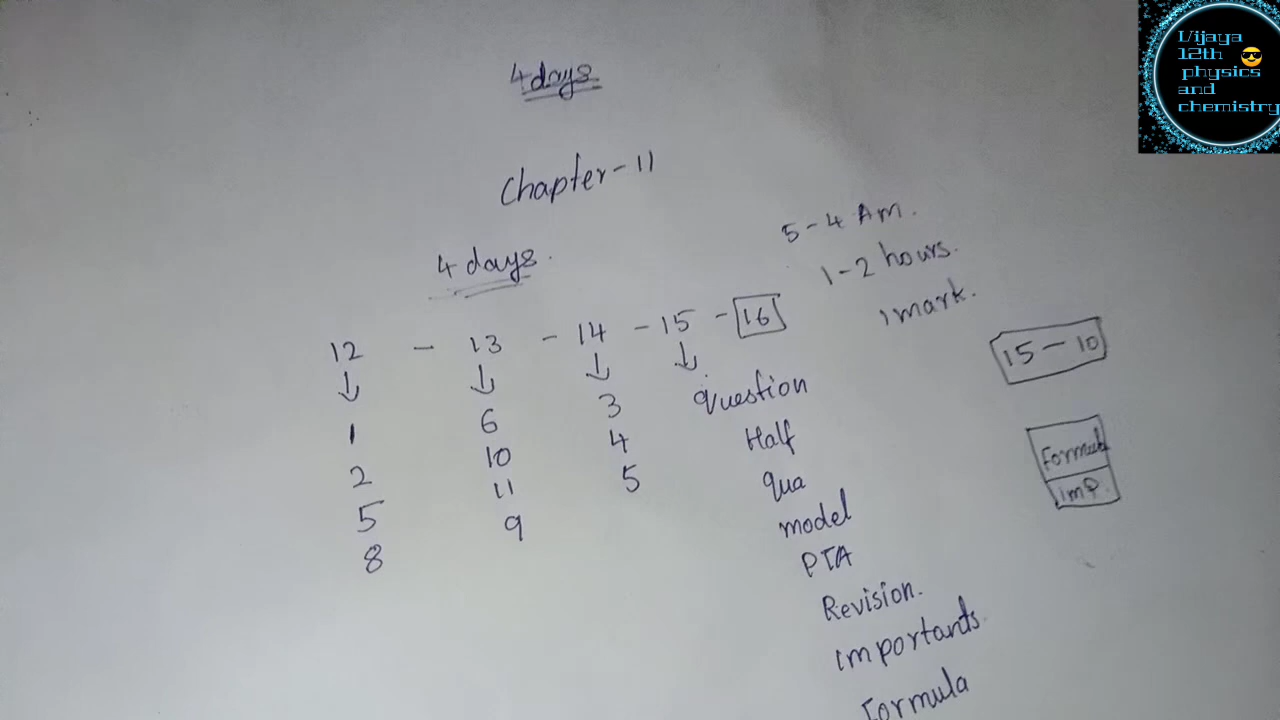 4 days
Chapter - 11
4 days.
5 - 4 Am.
1 - 2 hours.
1 mark.
12 - 13 - 14 - 15 - 16
15 - 10
1 6 3 Question
2 10 4 Half
5 11 5 qua
8 9 model
PTA
Revision.
importants
Formula
Formula
imp.
Vijaya
12th 😎
physics
and
chemistry